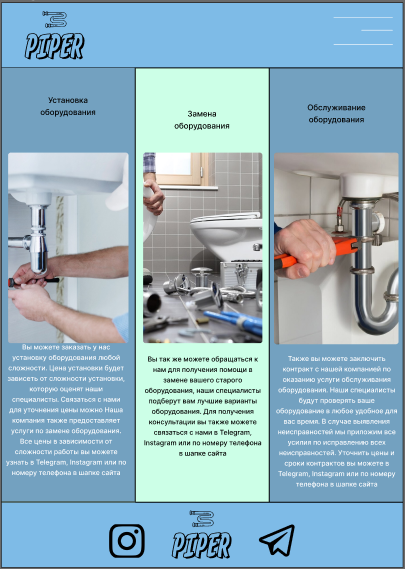 PIPER
Установка
оборудования
Вы можете заказать у нас
установку оборудования любой
сложности. Цена установки будет
зависеть от сложности установки,
которую оценят наши
специалисты. Связаться с нами
для уточнения цены можно Наша
компания также предоставляет
услуги по замене оборудования.
Все цены в зависимости от
сложности работы вы можете
узнать в Telegram, Instagram или по
номеру телефона в шапке сайта
Замена
оборудования
Вы так же можете обращаться к
нам для получения помощи в
замене вашего старого
оборудования, наши специалисты
подберут вам лучшие варианты
оборудования. Для получения
консультации вы также можете
связаться с нами в Telegram,
Instagram или по номеру телефона
в шапке сайта
Обслуживание
оборудования
Также вы можете заключить
контракт с нашей компанией по
оказанию услуги обслуживания
оборудования. Наши специалисты
будут проверять ваше
оборудование в любое удобное для
вас время. В случае выявления
неисправностей мы приложим все
усилия по исправлению всех
неисправностей. Уточнить цены и
сроки контрактов вы можете в
Telegram, Instagram или по номеру
телефона в шапке сайта
PIPER